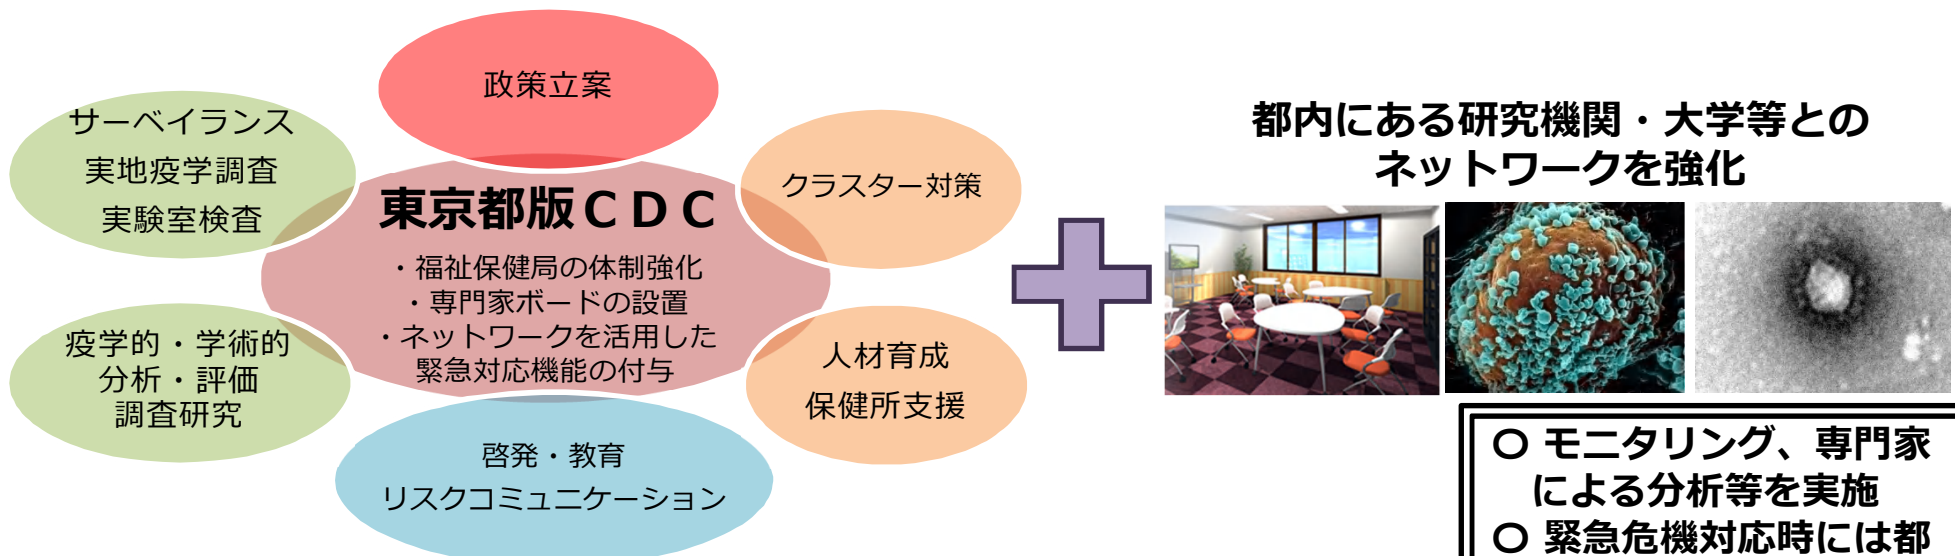 政策立案
サーベイランス
実地疫学調査
実験室検査
クラスター対策
東京都版ＣＤＣ
・福祉保健局の体制強化
・専門家ボードの設置
・ネットワークを活用した
緊急対応機能の付与
疫学的・学術的
分析・評価
調査研究
人材育成
保健所支援
啓発・教育
リスクコミュニケーション
都内にある研究機関・大学等との
ネットワークを強化
〇 モニタリング、専門家
による分析等を実施
〇 緊急危機対応時には都